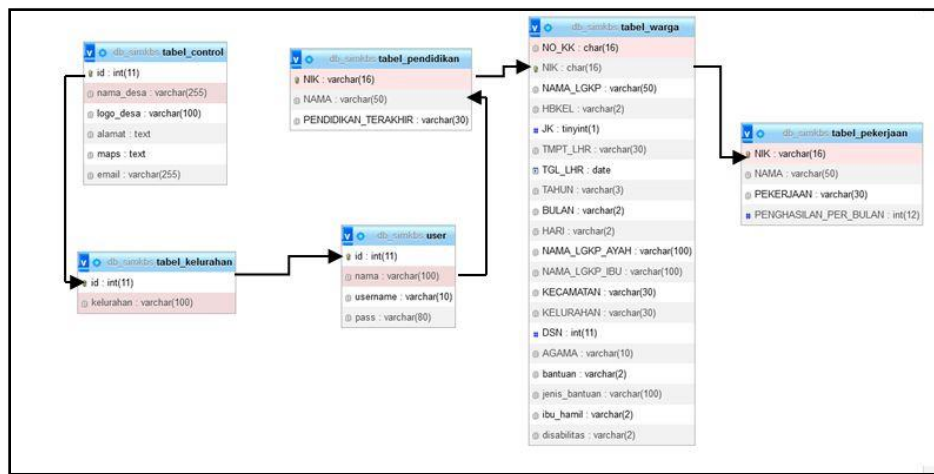 db_simkbs tabel_control
id : int(11)
nama_desa : varchar(255)
logo_desa : varchar(100)
alamat : text
maps : text
email : varchar(255)
db_simkbs tabel_pendidikan
NIK : varchar(16)
NAMA : varchar(50)
PENDIDIKAN_TERAKHIR : varchar(30)
db_simkbs tabel_warga
NO_KK : char(16)
NIK : char(16)
NAMA_LGKP : varchar(50)
HBKEL : varchar(2)
JK : tinyint(1)
TMPT_LHR : varchar(30)
TGL_LHR : date
TAHUN : varchar(3)
BULAN : varchar(2)
HARI : varchar(2)
NAMA_LGKP_AYAH : varchar(100)
NAMA_LGKP_IBU : varchar(100)
KECAMATAN : varchar(30)
KELURAHAN : varchar(30)
DSN : int(11)
AGAMA : varchar(10)
bantuan : varchar(2)
jenis_bantuan : varchar(100)
ibu_hamil : varchar(2)
disabilitas : varchar(2)
db_simkbs tabel_pekerjaan
NIK : varchar(16)
NAMA : varchar(50)
PEKERJAAN : varchar(30)
PENGHASILAN_PER_BULAN : int(12)
db_simkbs tabel_kelurahan
id : int(11)
kelurahan : varchar(100)
db_simkbs user
id : int(11)
nama : varchar(100)
username : varchar(10)
pass : varchar(80)